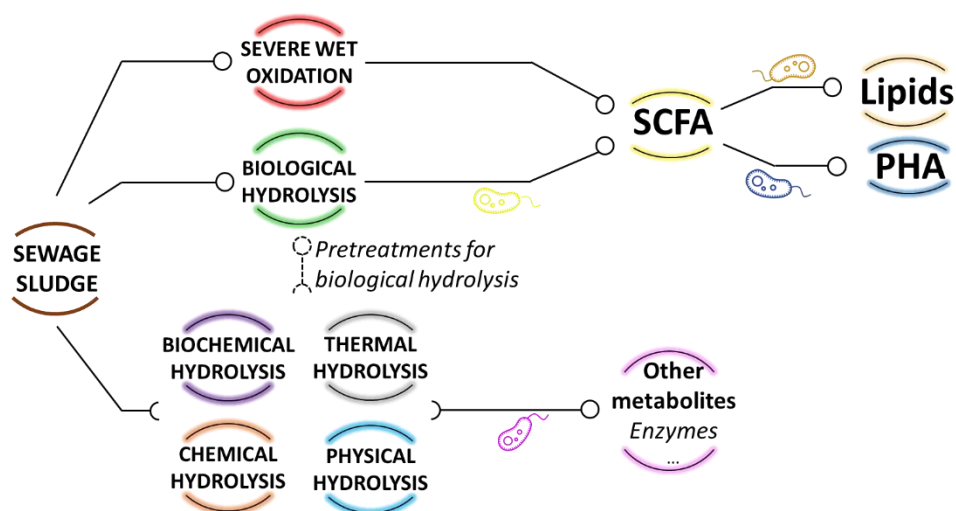 SEVERE WET
OXIDATION
SCFA
Lipids
PHA
BIOLOGICAL
HYDROLYSIS
SEWAGE
SLUDGE
Pretreatments for
biological hydrolysis
BIOCHEMICAL
HYDROLYSIS
THERMAL
HYDROLYSIS
CHEMICAL
HYDROLYSIS
PHYSICAL
HYDROLYSIS
Other
metabolites
Enzymes
...